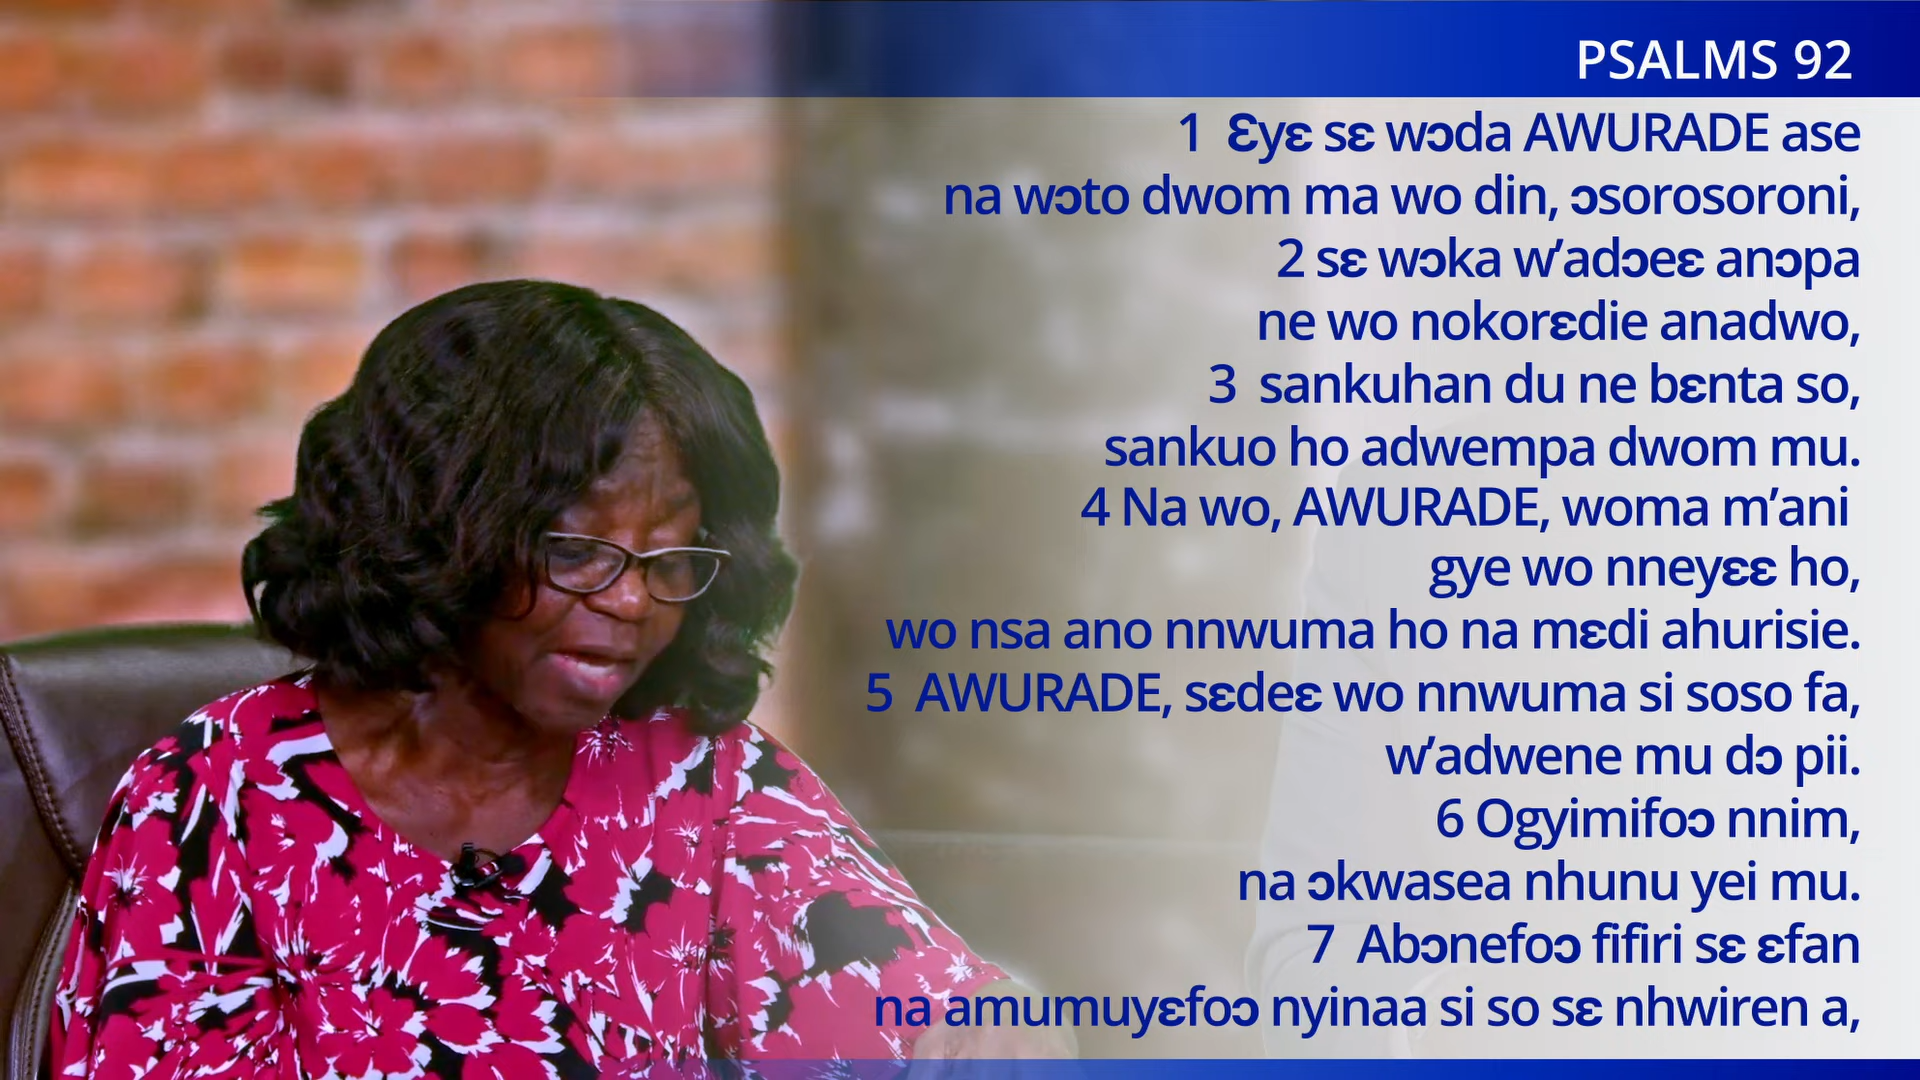 PSALMS 92
1 Ɛyɛ sɛ wɔda AWURADE ase
na wɔto dwom ma wo din, ɔsorosoroni,
2 sɛ wɔka w’adɔeɛ anɔpa
ne wo nokorɛdie anadwo,
3 sankuhan du ne bɛnta so,
sankuo ho adwempa dwom mu.
4 Na wo, AWURADE, woma m’ani
gye wo nneyɛɛ ho,
wo nsa ano nnwuma ho na mɛdi ahurisie.
5 AWURADE, sɛdeɛ wo nnwuma si soso fa,
w’adwene mu dɔ pii.
6 Ogyimifoɔ nnim,
na ɔkwasea nhunu yei mu.
7 Abɔnefoɔ fifiri sɛ ɛfan
na amumuyɛfoɔ nyinaa si so sɛ nhwiren a,